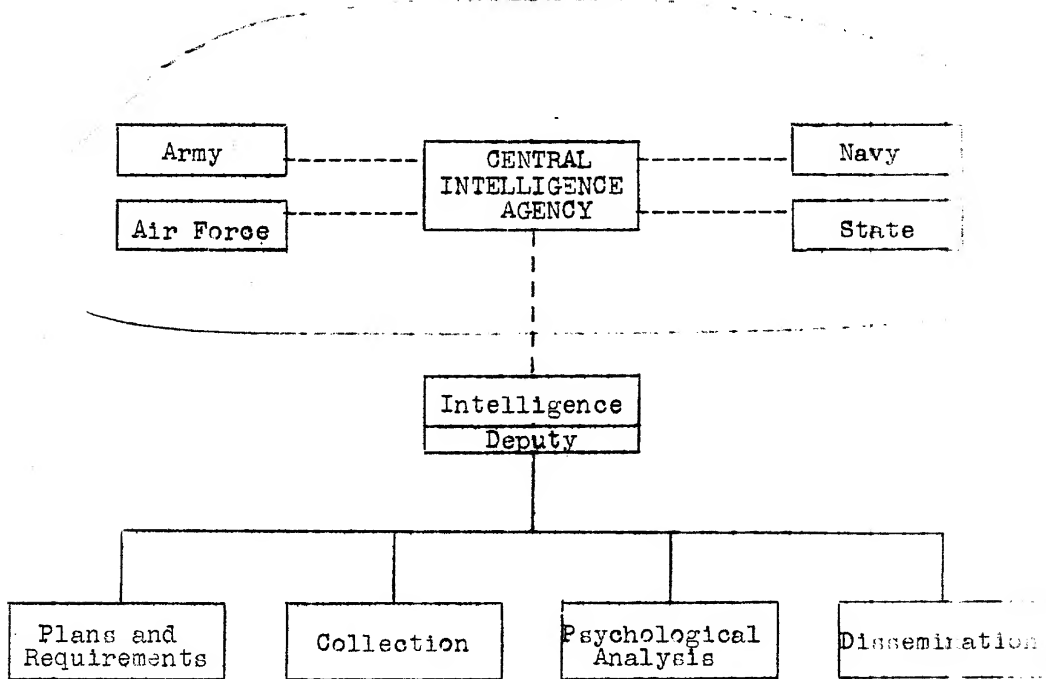 Army
CENTRAL
INTELLIGENCE
AGENCY
Navy
Air Force
State
Intelligence
Deputy
Plans and
Requirements
Collection
Psychological
Analysis
Dissemination